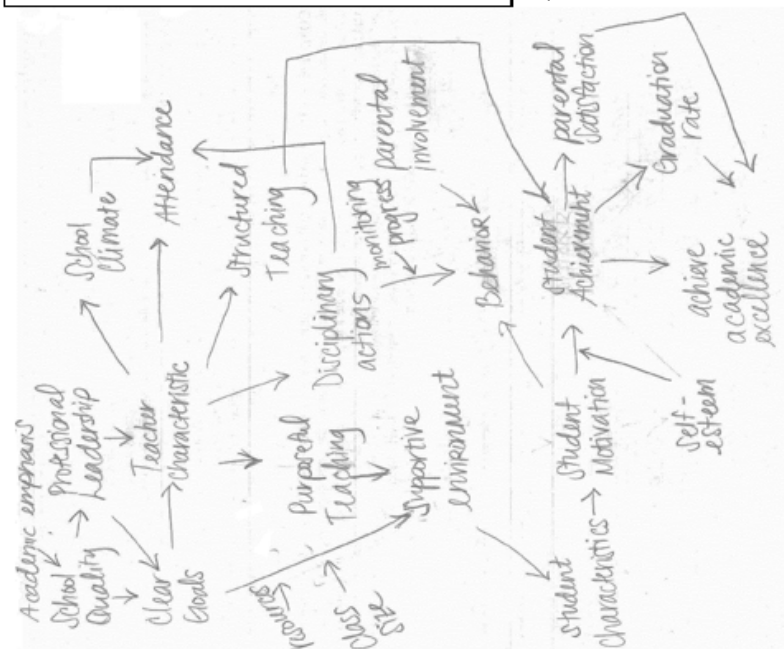 Academic emphasis
School
Quality
Professional
Leadership
Clear
Goals
Teacher
Characteristic
School
Climate
Attendance
Structured
Teaching
Purposeful
Teaching
Disciplinary
actions
monitoring
progress
parental
involvement
resources
Class
Size
Supportive
environment
Behavior
Student
Characteristics
Student
Motivation
Student
Achievement
parental
Satisfaction
Self-
esteem
achieve
academic
excellence
Graduation
rate